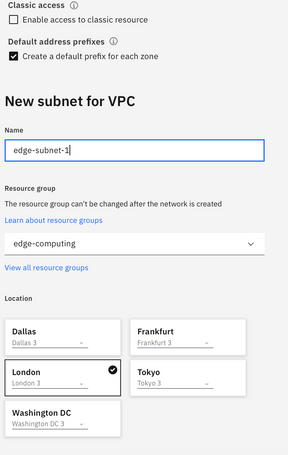 Classic access
Enable access to classic resource
Default address prefixes
Create a default prefix for each zone
New subnet for VPC
Name
edge-subnet-1
Resource group
The resource group can't be changed after the network is created
Learn about resource groups
edge-computing
View all resource groups
Location
Dallas
Dallas 3
Frankfurt
Frankfurt 3
London
London 3
Tokyo
Tokyo 3
Washington DC
Washington DC 3